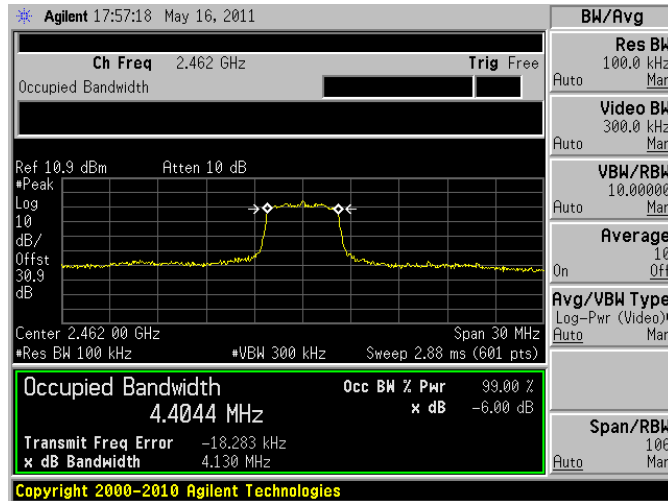 Agilent 17:57:18 May 16, 2011
BW/Avg
Ch Freq 2.462 GHz Trig Free
Occupied Bandwidth
Res BW
100.0 kHz
Auto Man
Video BW
300.0 kHz
Auto Man
VBW/RBW
10.00000
Auto Man
Average
10
On Off
Avg/VBW Type
Log-Pwr (Video)
Auto Man
Span/RBW
106
Auto Man
Ref 10.9 dBm Atten 10 dB
#Peak
Log
10
dB/
Offst
30.9
dB
Center 2.462 00 GHz Span 30 MHz
#Res BW 100 kHz #VBW 300 kHz Sweep 2.88 ms (601 pts)
Occupied Bandwidth Occ BW % Pwr 99.00 %
4.4044 MHz x dB -6.00 dB
Transmit Freq Error -18.283 kHz
x dB Bandwidth 4.130 MHz
Copyright 2000-2010 Agilent Technologies